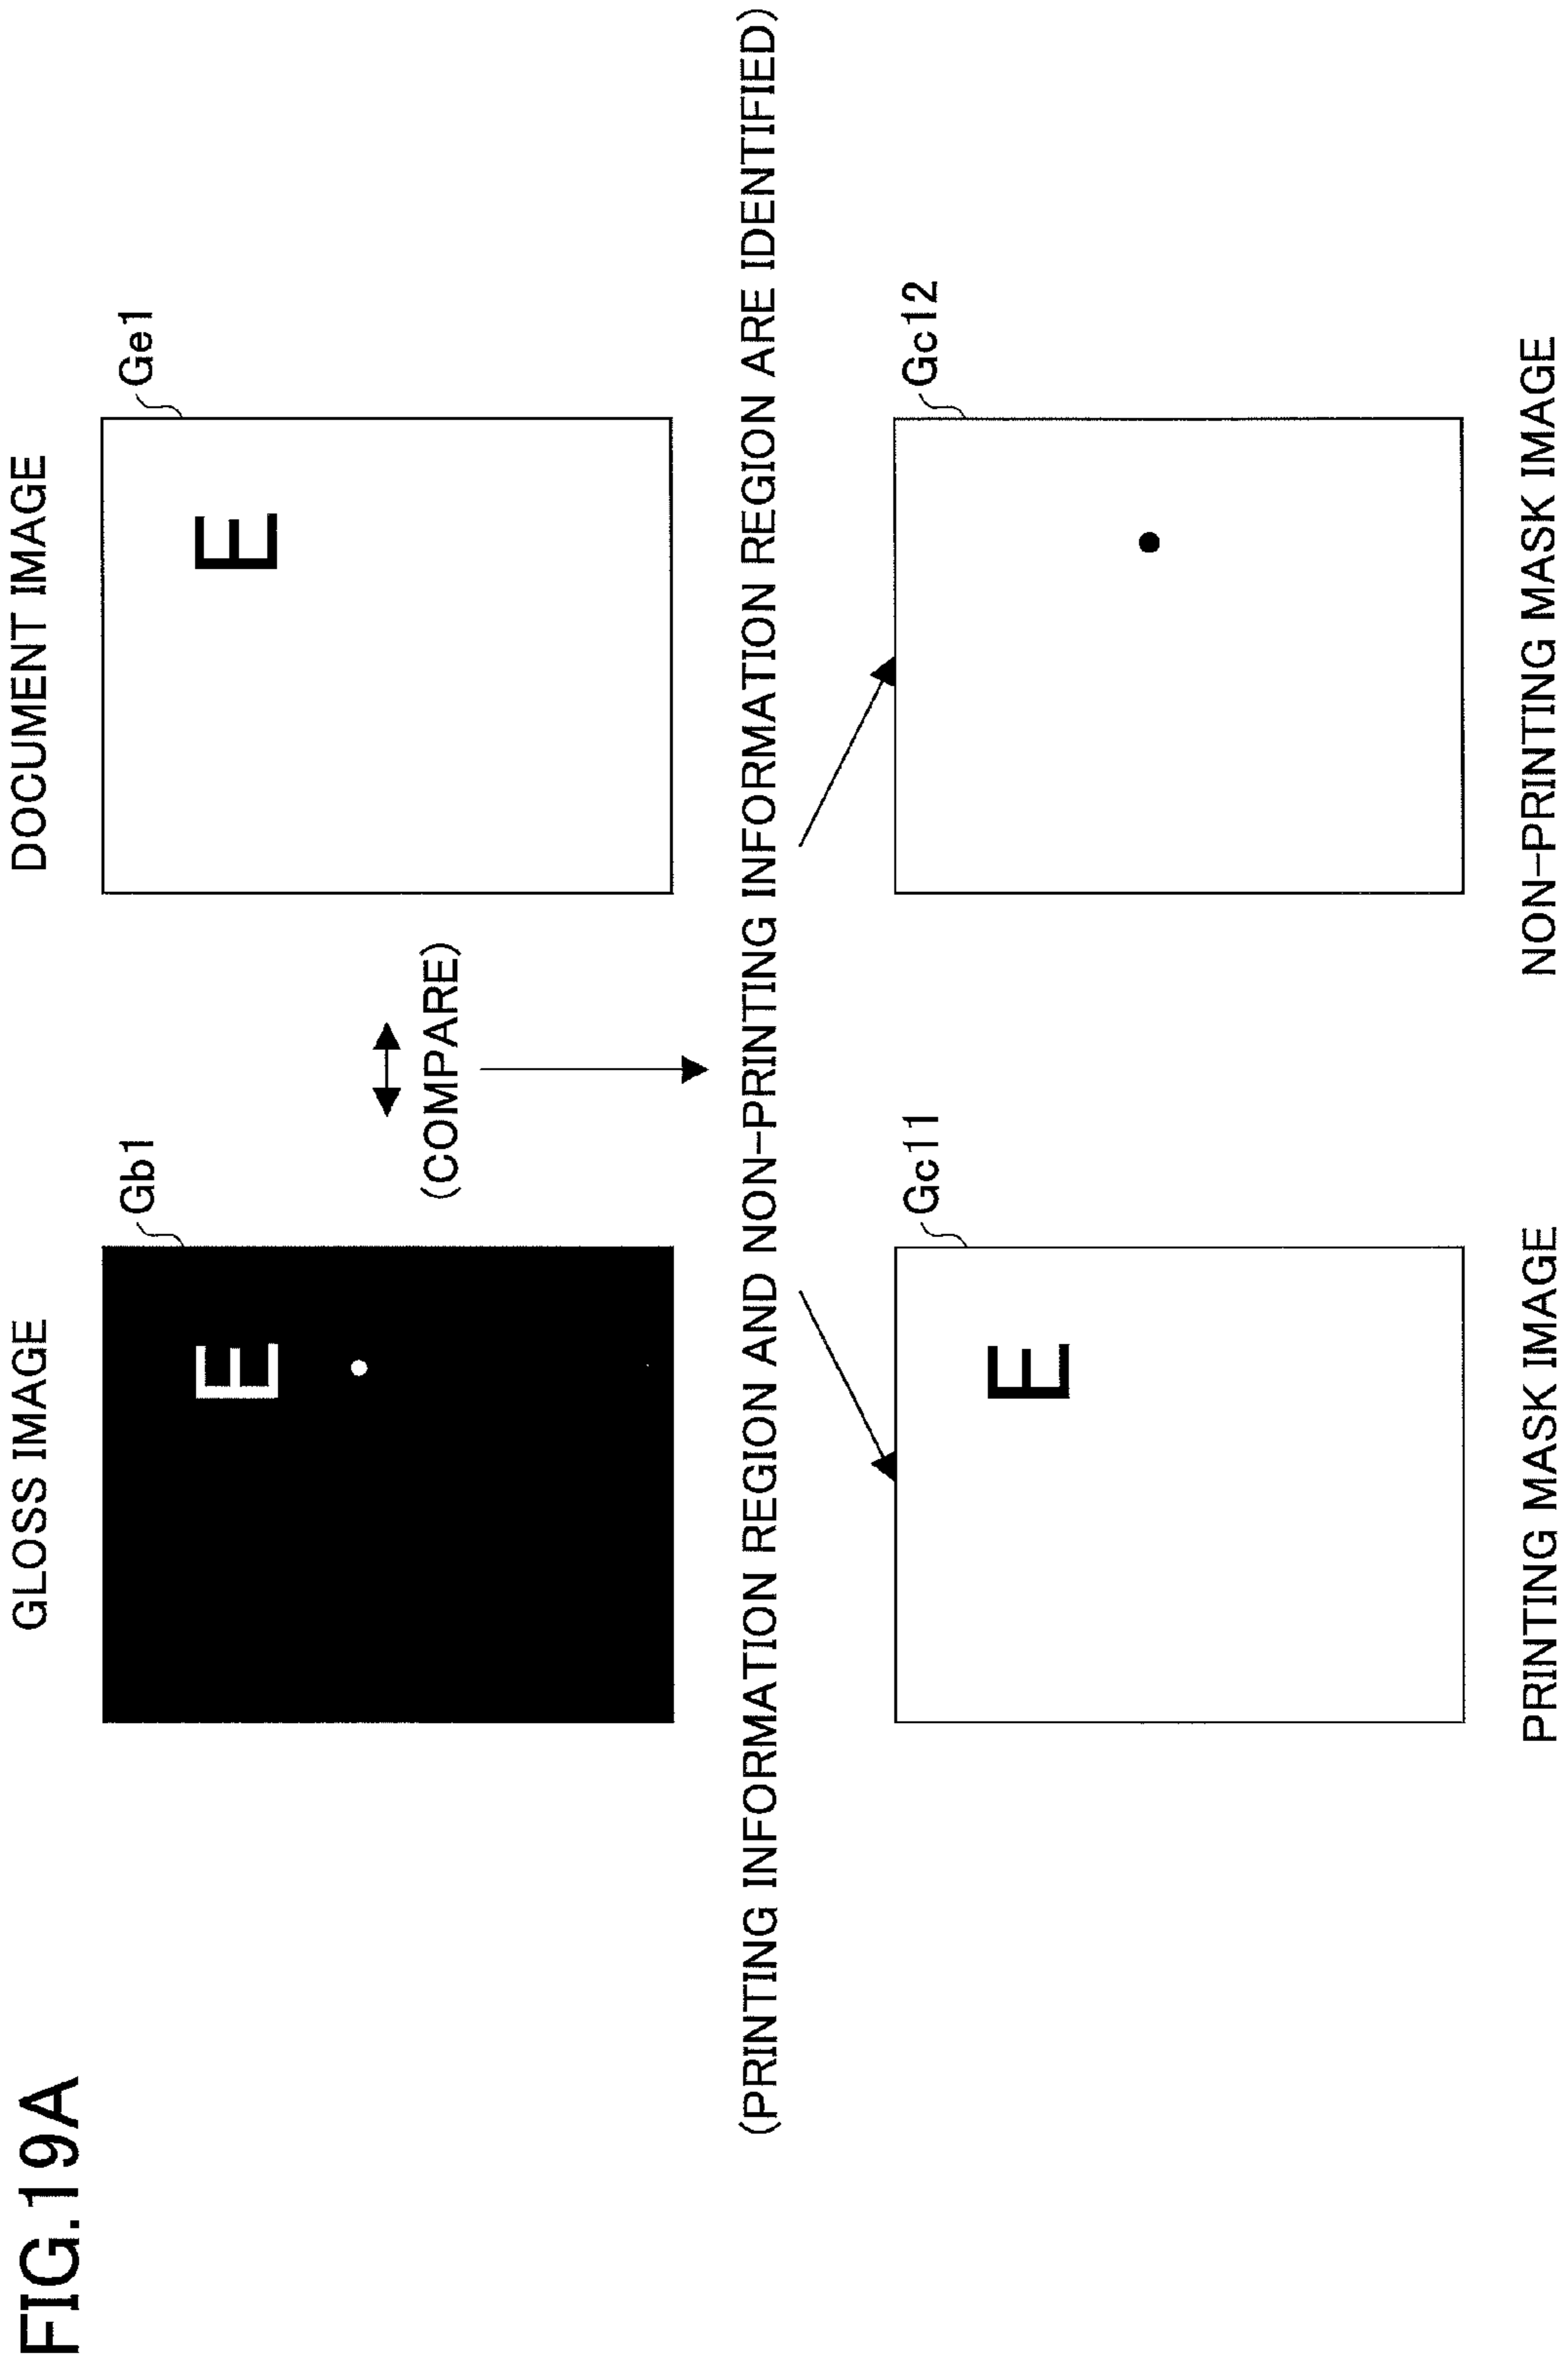 FIG.19A
GLOSS IMAGE
DOCUMENT IMAGE
Gb1
Ge1
E
E
(COMPARE)
(PRINTING INFORMATION REGION AND NON-PRINTING INFORMATION REGION ARE IDENTIFIED)
Gc11
Gc12
E
PRINTING MASK IMAGE
NON-PRINTING MASK IMAGE